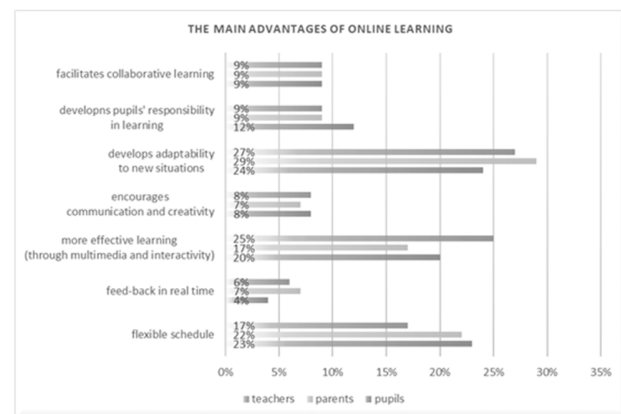 THE MAIN ADVANTAGES OF ONLINE LEARNING
facilitates collaborative learning
9%
9%
9%
developns pupils' responsibility
in learning
9%
9%
12%
develops adaptability
to new situations
27%
29%
24%
encourages
communication and creativity
8%
7%
8%
more effective learning
(through multimedia and interactivity)
25%
17%
20%
feed-back in real time
6%
7%
4%
flexible schedule
17%
22%
23%
0% 5% 10% 15% 20% 25% 30% 35%
teachers parents pupils